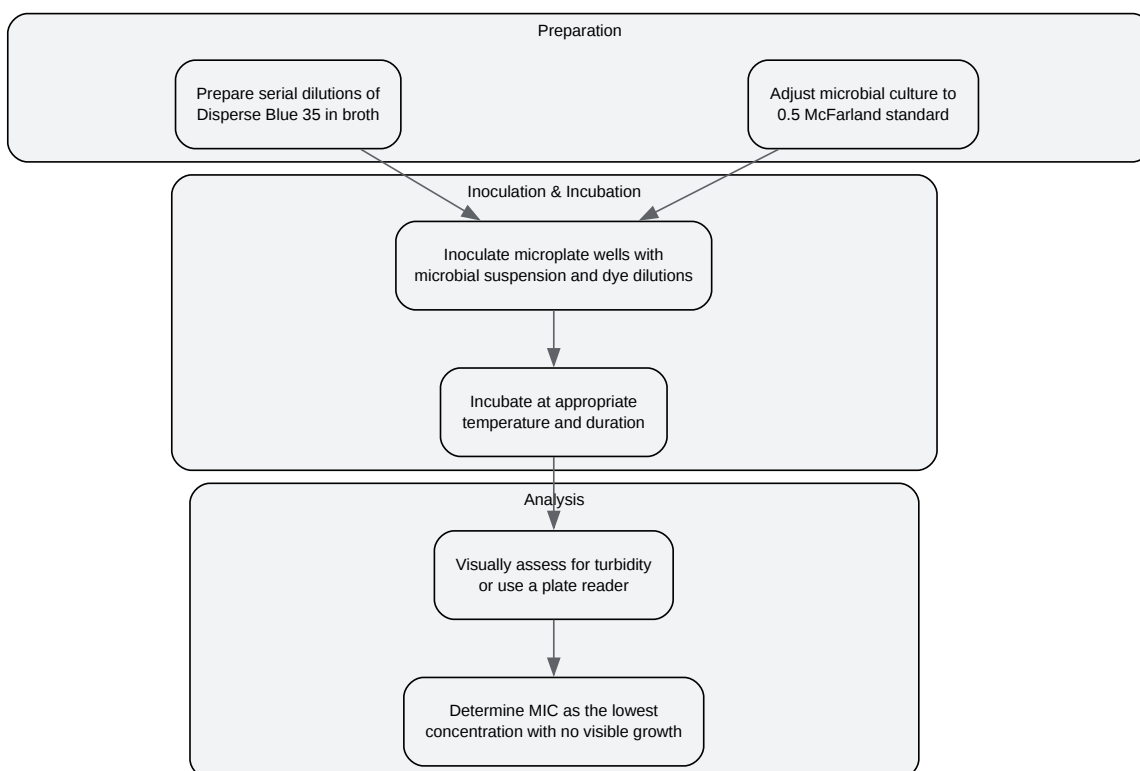 Preparation
Prepare serial dilutions of
Disperse Blue 35 in broth
Adjust microbial culture to
0.5 McFarland standard
Inoculation & Incubation
Inoculate microplate wells with
microbial suspension and dye dilutions
Incubate at appropriate
temperature and duration
Analysis
Visually assess for turbidity
or use a plate reader
Determine MIC as the lowest
concentration with no visible growth